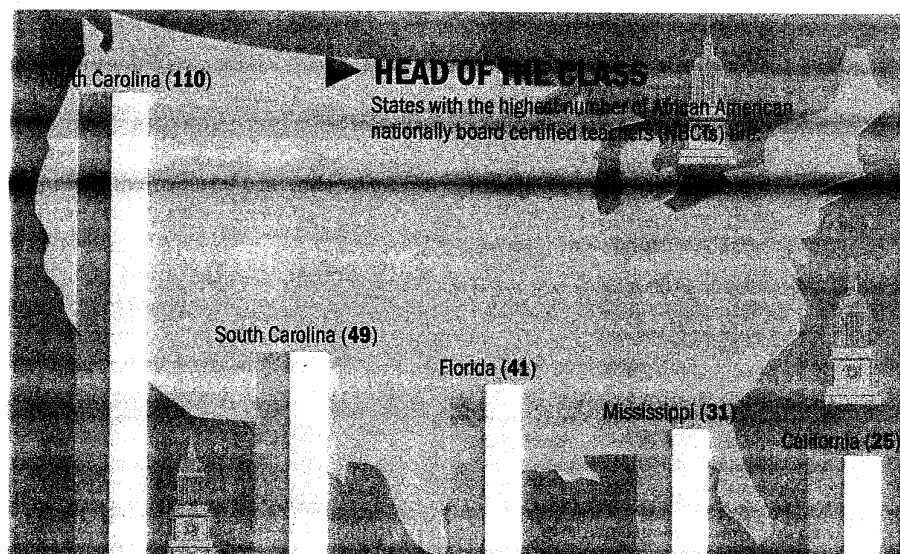 HEAD OF THE CLASS
States with the highest number of African American
nationally board certified teachers (NBCTs) are:
North Carolina (110)
South Carolina (49)
Florida (41)
Mississippi (31)
California (25)